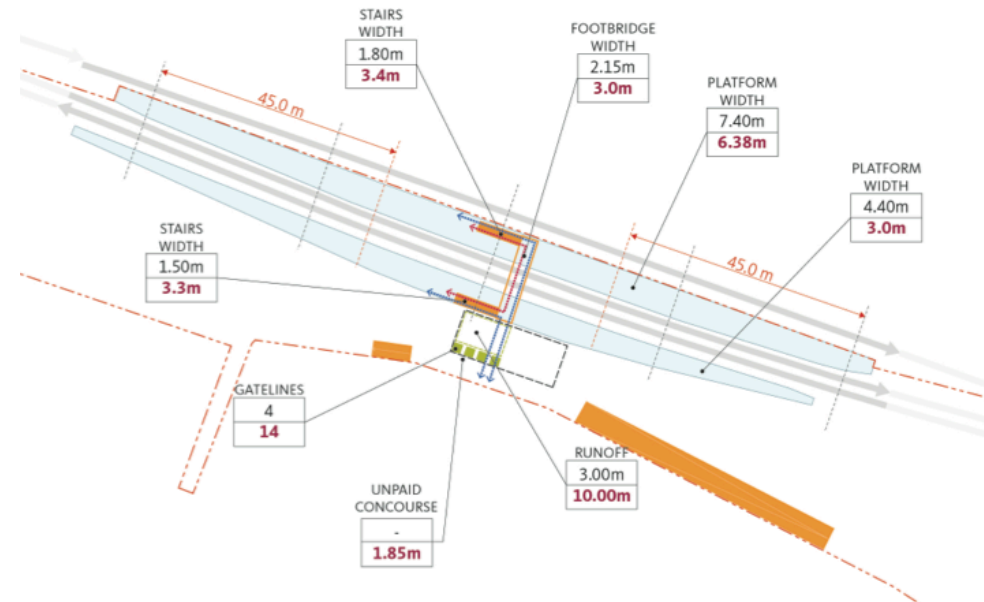 STAIRS
WIDTH
1.80m
3.4m
FOOTBRIDGE
WIDTH
2.15m
3.0m
PLATFORM
WIDTH
7.40m
6.38m
PLATFORM
WIDTH
4.40m
3.0m
45.0 m
STAIRS
WIDTH
1.50m
3.3m
45.0 m
GATELINES
4
14
RUNOFF
3.00m
10.00m
UNPAID
CONCOURSE
-
1.85m